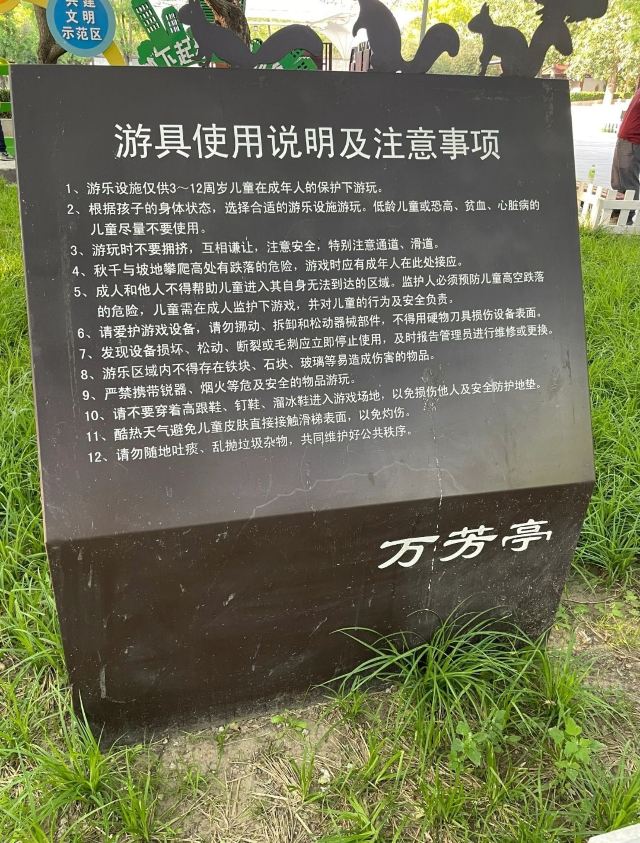 共建
文明
示范区
游具使用说明及注意事项
1、游乐设施仅供3～12周岁儿童在成年人的保护下游玩。
2、根据孩子的身体状态，选择合适的游乐设施游玩。低龄儿童或恐高、贫血、心脏病的
儿童尽量不要使用。
3、游玩时不要拥挤，互相谦让，注意安全，特别注意通道、滑道。
4、秋千与坡地攀爬高处有跌落的危险，游戏时应有成年人在此处接应。
5、成人和他人不得帮助儿童进入其自身无法到达的区域。监护人必须预防儿童高空跌落
的危险，儿童需在成人监护下游戏，并对儿童的行为及安全负责。
6、请爱护游戏设备，请勿挪动、拆卸和松动器械部件，不得用硬物刀具损伤设备表面。
7、发现设备损坏、松动、断裂或毛刺应立即停止使用，及时报告管理员进行维修或更换。
8、游乐区域内不得存在铁块、石块、玻璃等易造成伤害的物品。
9、严禁携带锐器、烟火等危及安全的物品游玩。
10、请不要穿着高跟鞋、钉鞋、溜冰鞋进入游戏场地，以免损伤他人及安全防护地垫。
11、酷热天气避免儿童皮肤直接接触滑梯表面，以免灼伤。
12、请勿随地吐痰、乱抛垃圾杂物，共同维护好公共秩序。
万芳亭